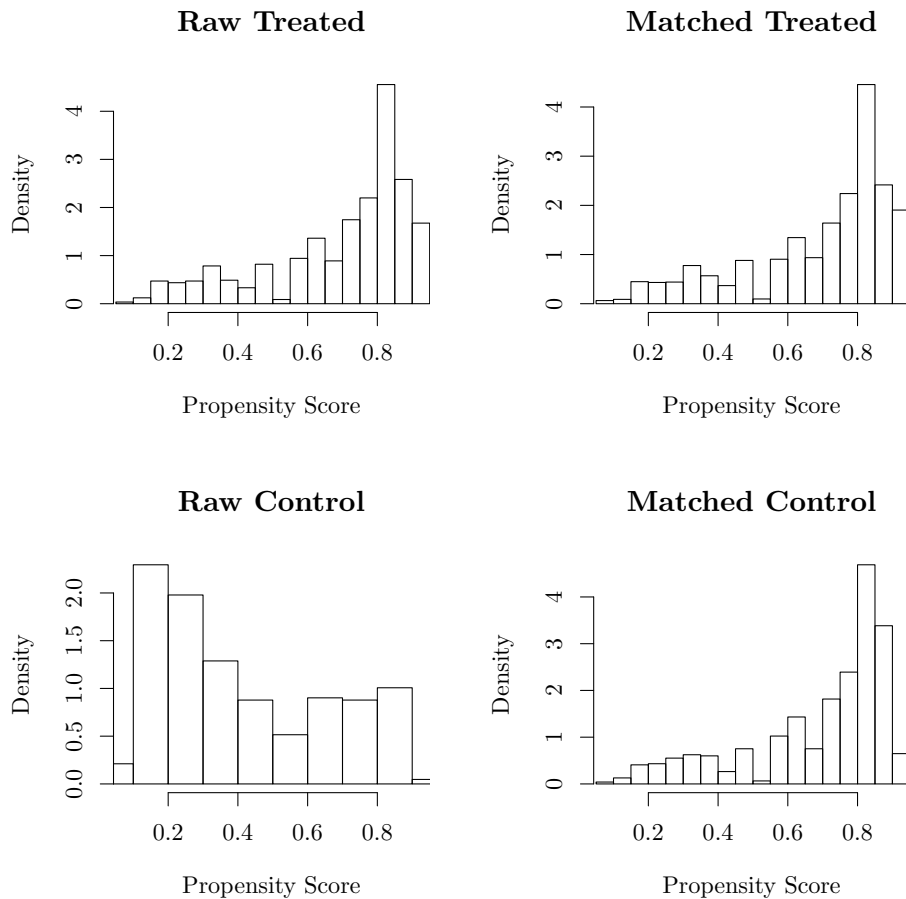 Raw Treated
Density
0 1 2 3 4
0.2 0.4 0.6 0.8
Propensity Score
Matched Treated
Density
0 1 2 3 4
0.2 0.4 0.6 0.8
Propensity Score
Raw Control
Density
0.0 0.5 1.0 1.5 2.0
0.2 0.4 0.6 0.8
Propensity Score
Matched Control
Density
0 1 2 3 4
0.2 0.4 0.6 0.8
Propensity Score